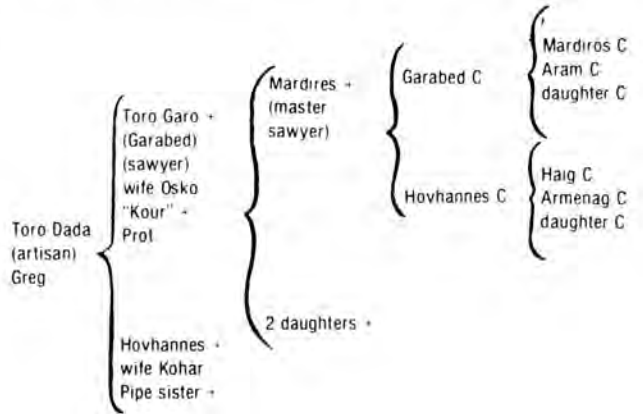 Toro Dada
(artisan)
Greg
Toro Garo +
(Garabed)
(sawyer)
wife Osko
"Kour" +
Prot
Hovhannes +
wife Kohar
Pipe sister +
Mardires +
(master
sawyer)
2 daughters +
Garabed C
Hovhannes C
Mardiros C
Aram C
daughter C
Haig C
Armenag C
daughter C